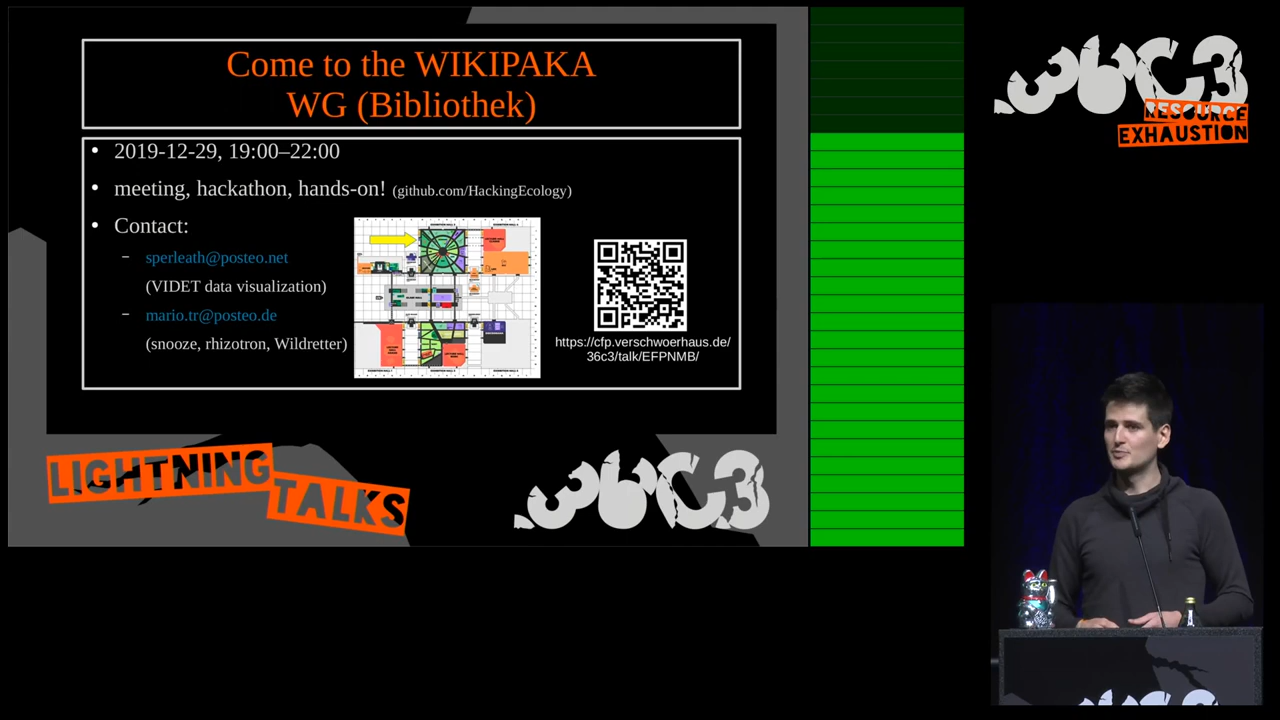 Come to the WIKIPAKA
WG (Bibliothek)
• 2019-12-29, 19:00–22:00
• meeting, hackathon, hands-on! (github.com/HackingEcology)
• Contact:
– sperleath@posteo.net
(VIDET data visualization)
– mario.tr@posteo.de
(snooze, rhizotron, Wildretter)
https://cfp.verschwoerhaus.de/
36c3/talk/EFPNMB/
LIGHTNING
TALKS
36C3
36C3
RESOURCE
EXHAUSTION
36C3